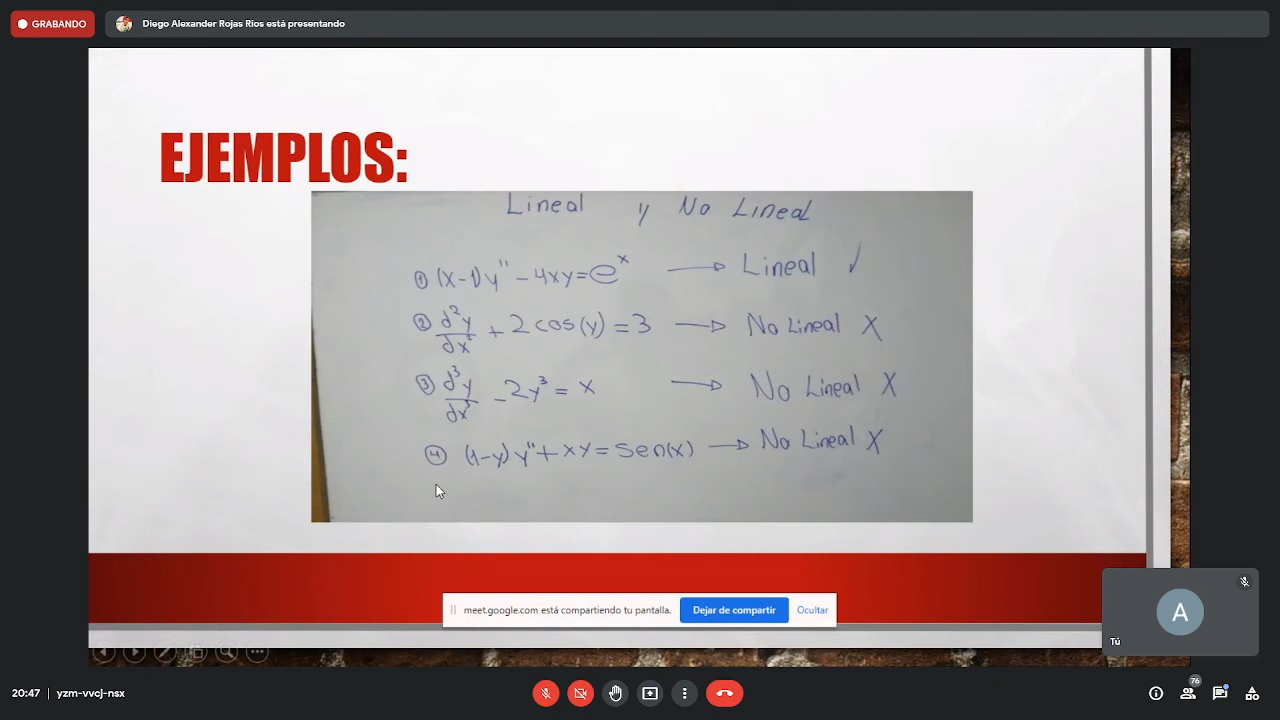 GRABANDO
Diego Alexander Rojas Rios está presentando
EJEMPLOS:
Lineal y No Lineal
① (x-1)y'' - 4xy = e^x → Lineal ✓
② d²y/dx² + 2cos(y) = 3 → No Lineal X
③ d³y/dx³ - 2y³ = x → No Lineal X
④ (1-y)y'' + xy = sen(x) → No Lineal X
meet.google.com está compartiendo tu pantalla.
Dejar de compartir
Ocultar
A
Tú
20:47 | yzm-vvcj-nsx
76